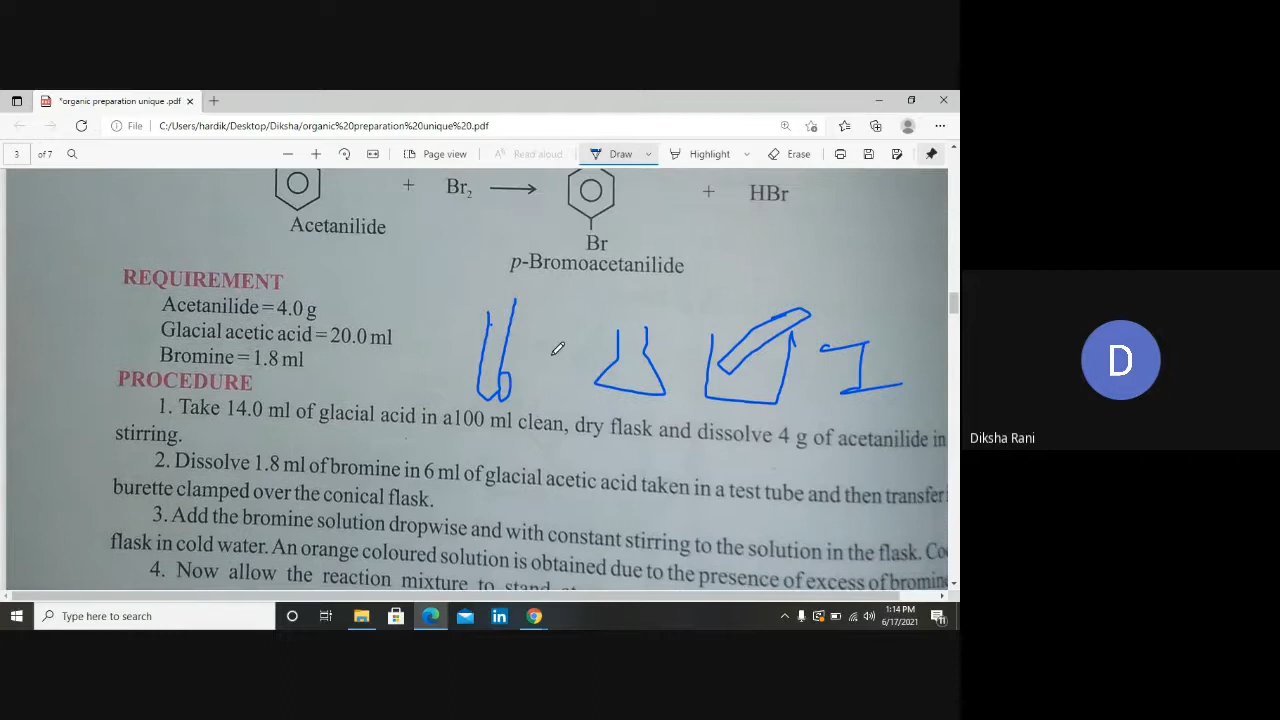 *organic preparation unique .pdf
File C:/Users/hardik/Desktop/Diksha/organic%20preparation%20unique%20.pdf
3 of 7 Page view Read aloud Draw Highlight Erase
+ Br2 + HBr
Acetanilide
Br
p-Bromoacetanilide
REQUIREMENT
Acetanilide = 4.0 g
Glacial acetic acid = 20.0 ml
Bromine = 1.8 ml
PROCEDURE
1. Take 14.0 ml of glacial acid in a100 ml clean, dry flask and dissolve 4 g of acetanilide in
stirring.
2. Dissolve 1.8 ml of bromine in 6 ml of glacial acetic acid taken in a test tube and then transfer
burette clamped over the conical flask.
3. Add the bromine solution dropwise and with constant stirring to the solution in the flask. Co
flask in cold water. An orange coloured solution is obtained due to the presence of excess of bromine
4. Now allow the reaction mixture to stand
D
Diksha Rani
Type here to search
1:14 PM
6/17/2021